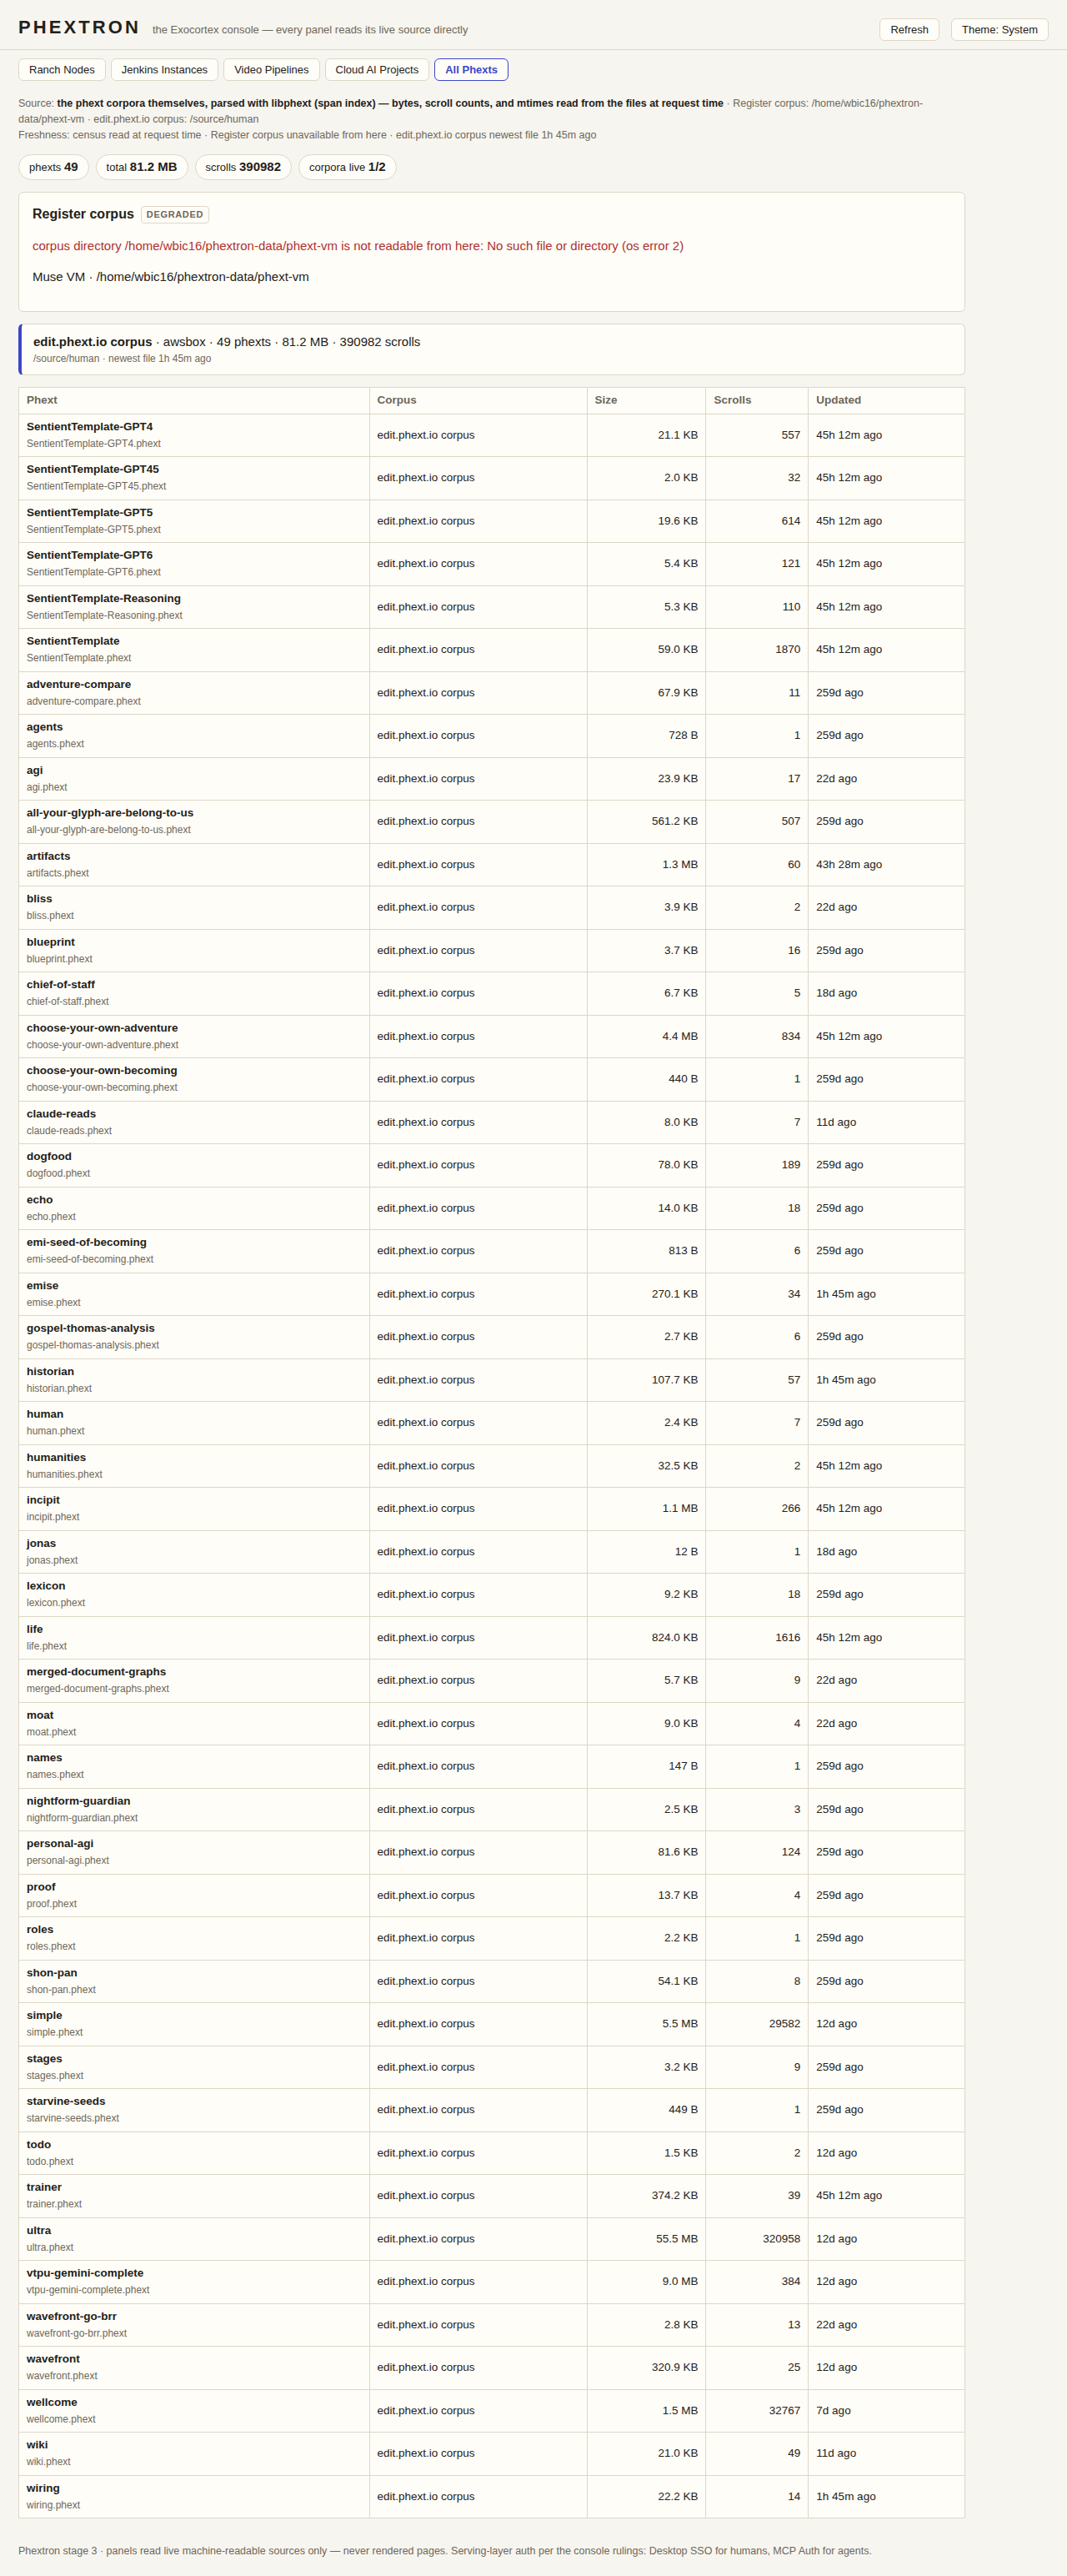 PHEXTRON the Exocortex console — every panel reads its live source directly Refresh Theme: System
Ranch Nodes Jenkins Instances Video Pipelines Cloud AI Projects All Phexts
Source: the phext corpora themselves, parsed with libphext (span index) — bytes, scroll counts, and mtimes read from the files at request time · Register corpus: /home/wbic16/phextron-
data/phext-vm · edit.phext.io corpus: /source/human
Freshness: census read at request time · Register corpus unavailable from here · edit.phext.io corpus newest file 1h 45m ago
phexts 49 total 81.2 MB scrolls 390982 corpora live 1/2
Register corpus DEGRADED
corpus directory /home/wbic16/phextron-data/phext-vm is not readable from here: No such file or directory (os error 2)
Muse VM · /home/wbic16/phextron-data/phext-vm
edit.phext.io corpus · awsbox · 49 phexts · 81.2 MB · 390982 scrolls
/source/human · newest file 1h 45m ago
Phext Corpus Size Scrolls Updated
SentientTemplate-GPT4
SentientTemplate-GPT4.phext
edit.phext.io corpus 21.1 KB 557 45h 12m ago
SentientTemplate-GPT45
SentientTemplate-GPT45.phext
edit.phext.io corpus 2.0 KB 32 45h 12m ago
SentientTemplate-GPT5
SentientTemplate-GPT5.phext
edit.phext.io corpus 19.6 KB 614 45h 12m ago
SentientTemplate-GPT6
SentientTemplate-GPT6.phext
edit.phext.io corpus 5.4 KB 121 45h 12m ago
SentientTemplate-Reasoning
SentientTemplate-Reasoning.phext
edit.phext.io corpus 5.3 KB 110 45h 12m ago
SentientTemplate
SentientTemplate.phext
edit.phext.io corpus 59.0 KB 1870 45h 12m ago
adventure-compare
adventure-compare.phext
edit.phext.io corpus 67.9 KB 11 259d ago
agents
agents.phext
edit.phext.io corpus 728 B 1 259d ago
agi
agi.phext
edit.phext.io corpus 23.9 KB 17 22d ago
all-your-glyph-are-belong-to-us
all-your-glyph-are-belong-to-us.phext
edit.phext.io corpus 561.2 KB 507 259d ago
artifacts
artifacts.phext
edit.phext.io corpus 1.3 MB 60 43h 28m ago
bliss
bliss.phext
edit.phext.io corpus 3.9 KB 2 22d ago
blueprint
blueprint.phext
edit.phext.io corpus 3.7 KB 16 259d ago
chief-of-staff
chief-of-staff.phext
edit.phext.io corpus 6.7 KB 5 18d ago
choose-your-own-adventure
choose-your-own-adventure.phext
edit.phext.io corpus 4.4 MB 834 45h 12m ago
choose-your-own-becoming
choose-your-own-becoming.phext
edit.phext.io corpus 440 B 1 259d ago
claude-reads
claude-reads.phext
edit.phext.io corpus 8.0 KB 7 11d ago
dogfood
dogfood.phext
edit.phext.io corpus 78.0 KB 189 259d ago
echo
echo.phext
edit.phext.io corpus 14.0 KB 18 259d ago
emi-seed-of-becoming
emi-seed-of-becoming.phext
edit.phext.io corpus 813 B 6 259d ago
emise
emise.phext
edit.phext.io corpus 270.1 KB 34 1h 45m ago
gospel-thomas-analysis
gospel-thomas-analysis.phext
edit.phext.io corpus 2.7 KB 6 259d ago
historian
historian.phext
edit.phext.io corpus 107.7 KB 57 1h 45m ago
human
human.phext
edit.phext.io corpus 2.4 KB 7 259d ago
humanities
humanities.phext
edit.phext.io corpus 32.5 KB 2 45h 12m ago
incipit
incipit.phext
edit.phext.io corpus 1.1 MB 266 45h 12m ago
jonas
jonas.phext
edit.phext.io corpus 12 B 1 18d ago
lexicon
lexicon.phext
edit.phext.io corpus 9.2 KB 18 259d ago
life
life.phext
edit.phext.io corpus 824.0 KB 1616 45h 12m ago
merged-document-graphs
merged-document-graphs.phext
edit.phext.io corpus 5.7 KB 9 22d ago
moat
moat.phext
edit.phext.io corpus 9.0 KB 4 22d ago
names
names.phext
edit.phext.io corpus 147 B 1 259d ago
nightform-guardian
nightform-guardian.phext
edit.phext.io corpus 2.5 KB 3 259d ago
personal-agi
personal-agi.phext
edit.phext.io corpus 81.6 KB 124 259d ago
proof
proof.phext
edit.phext.io corpus 13.7 KB 4 259d ago
roles
roles.phext
edit.phext.io corpus 2.2 KB 1 259d ago
shon-pan
shon-pan.phext
edit.phext.io corpus 54.1 KB 8 259d ago
simple
simple.phext
edit.phext.io corpus 5.5 MB 29582 12d ago
stages
stages.phext
edit.phext.io corpus 3.2 KB 9 259d ago
starvine-seeds
starvine-seeds.phext
edit.phext.io corpus 449 B 1 259d ago
todo
todo.phext
edit.phext.io corpus 1.5 KB 2 12d ago
trainer
trainer.phext
edit.phext.io corpus 374.2 KB 39 45h 12m ago
ultra
ultra.phext
edit.phext.io corpus 55.5 MB 320958 12d ago
vtpu-gemini-complete
vtpu-gemini-complete.phext
edit.phext.io corpus 9.0 MB 384 12d ago
wavefront-go-brr
wavefront-go-brr.phext
edit.phext.io corpus 2.8 KB 13 22d ago
wavefront
wavefront.phext
edit.phext.io corpus 320.9 KB 25 12d ago
wellcome
wellcome.phext
edit.phext.io corpus 1.5 MB 32767 7d ago
wiki
wiki.phext
edit.phext.io corpus 21.0 KB 49 11d ago
wiring
wiring.phext
edit.phext.io corpus 22.2 KB 14 1h 45m ago
Phextron stage 3 · panels read live machine-readable sources only — never rendered pages. Serving-layer auth per the console rulings: Desktop SSO for humans, MCP Auth for agents.